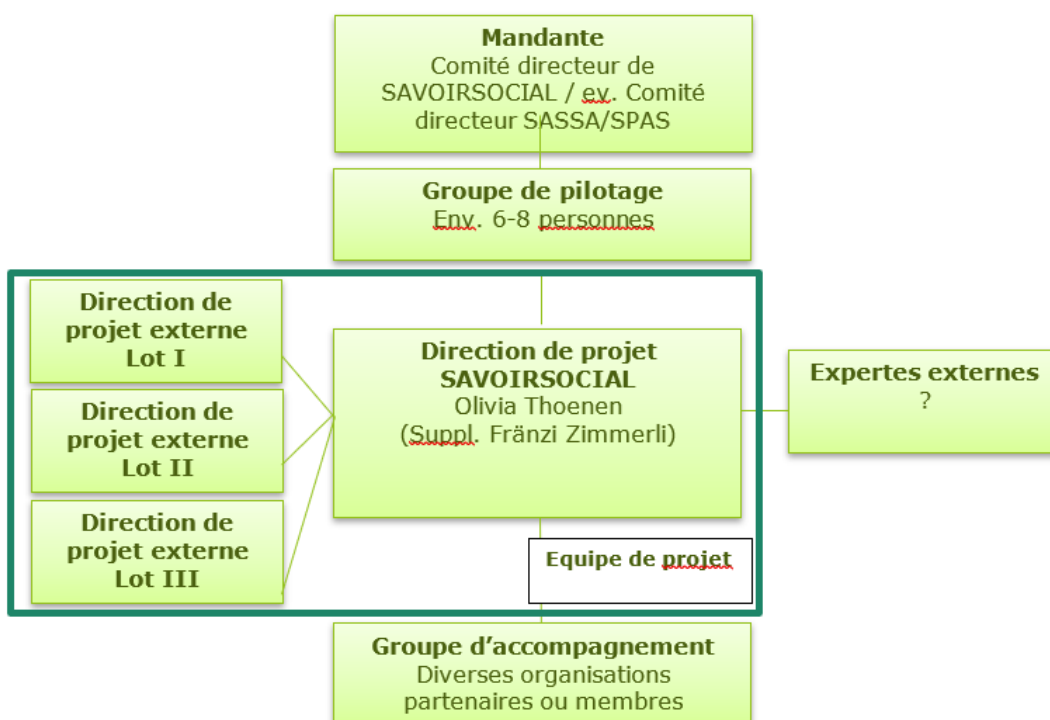 Mandante
Comité directeur de
SAVOIRSOCIAL / ev. Comité
directeur SASSA/SPAS
Groupe de pilotage
Env. 6-8 personnes
Direction de
projet externe
Lot I
Direction de
projet externe
Lot II
Direction de
projet externe
Lot III
Direction de projet
SAVOIRSOCIAL
Olivia Thoenen
(Suppl. Fränzi Zimmerli)
Expertes externes
?
Equipe de projet
Groupe d’accompagnement
Diverses organisations
partenaires ou membres